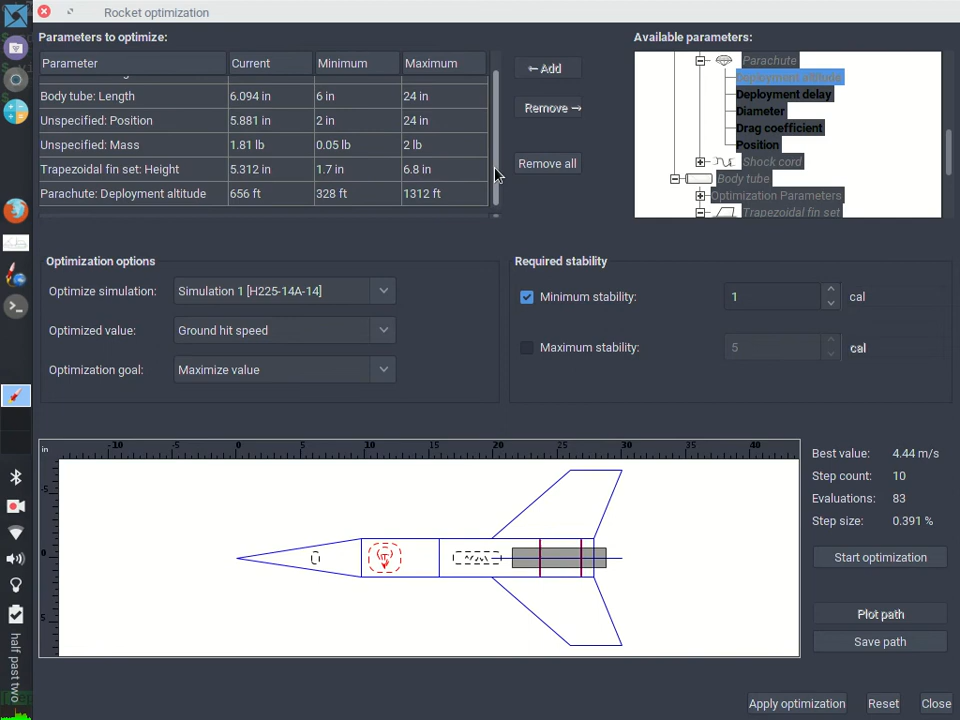 Rocket optimization
Parameters to optimize:
Available parameters:
Parameter Current Minimum Maximum
Body tube: Length 6.094 in 6 in 24 in
Unspecified: Position 5.881 in 2 in 24 in
Unspecified: Mass 1.81 lb 0.05 lb 2 lb
Trapezoidal fin set: Height 5.312 in 1.7 in 6.8 in
Parachute: Deployment altitude 656 ft 328 ft 1312 ft
← Add
Remove →
Remove all
Parachute
Deployment altitude
Deployment delay
Diameter
Drag coefficient
Position
Shock cord
Body tube
Optimization Parameters
Trapezoidal fin set
Optimization options
Optimize simulation: Simulation 1 [H225-14A-14]
Optimized value: Ground hit speed
Optimization goal: Maximize value
Required stability
Minimum stability: 1 cal
Maximum stability: 5 cal
in -10 -5 0 5 10 15 20 25 30 35 40
-5
0
5
Best value: 4.44 m/s
Step count: 10
Evaluations: 83
Step size: 0.391 %
Start optimization
Plot path
Save path
Apply optimization Reset Close
half past two